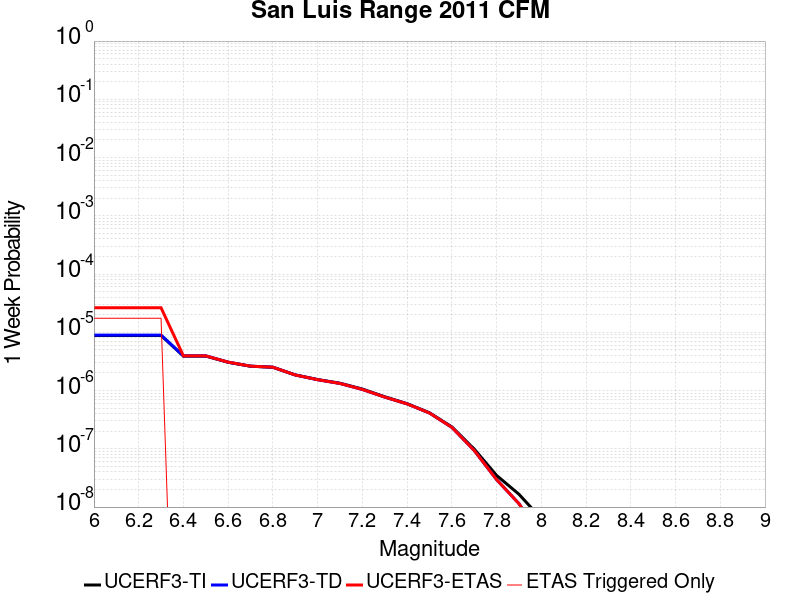 San Luis Range 2011 CFM
10^0
10^-1
10^-2
10^-3
10^-4
10^-5
10^-6
10^-7
10^-8
1 Week Probability
6 6.2 6.4 6.6 6.8 7 7.2 7.4 7.6 7.8 8 8.2 8.4 8.6 8.8 9
Magnitude
UCERF3-TI UCERF3-TD UCERF3-ETAS ETAS Triggered Only